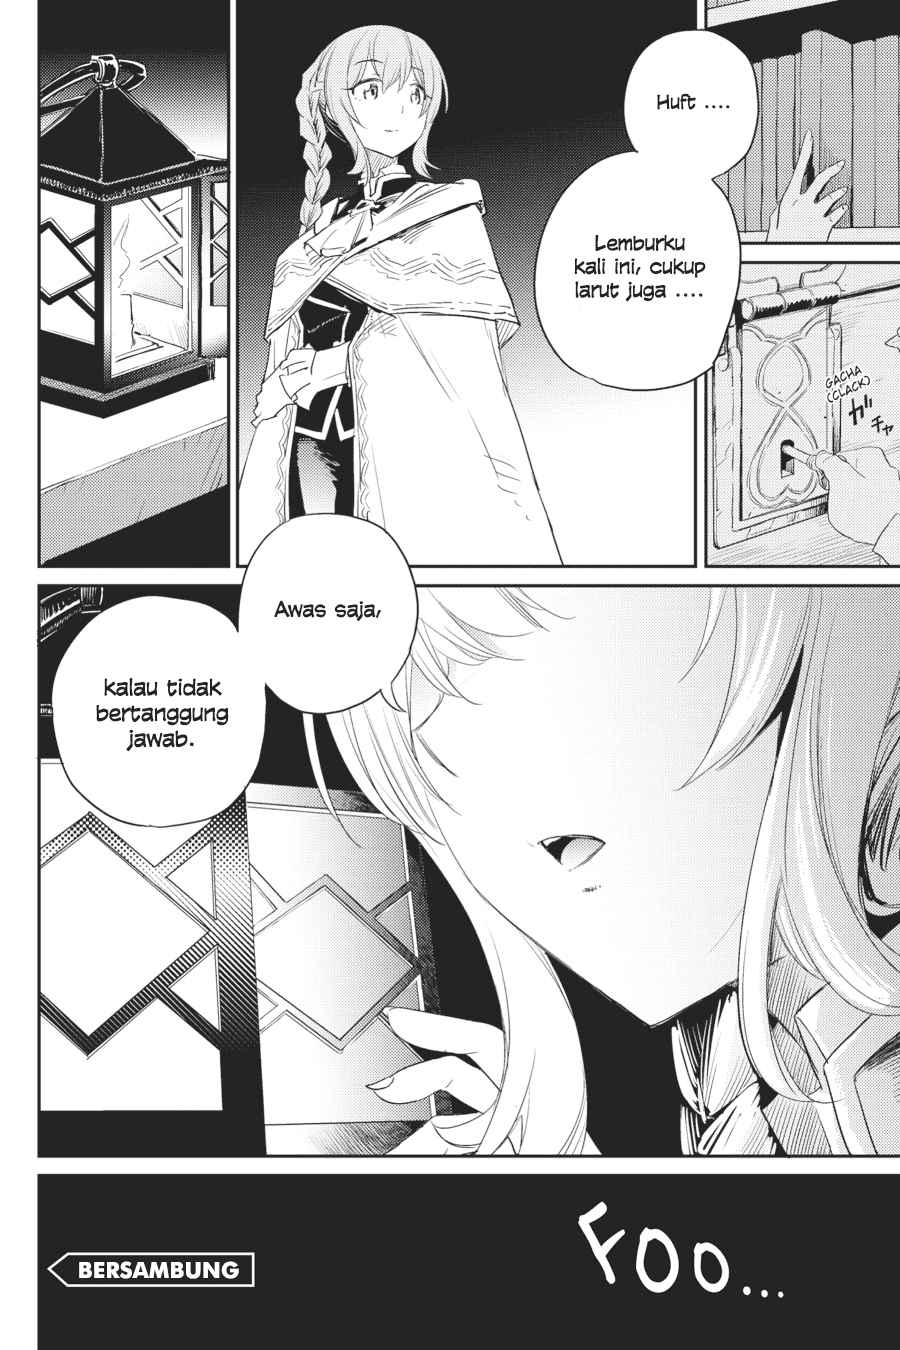 Huft ....
Lemburku
kali ini, cukup
larut juga ....
GACHA
(CLACK)
ガ
チャ
Awas saja,
kalau tidak
bertanggung
jawab.
FOO...
BERSAMBUNG